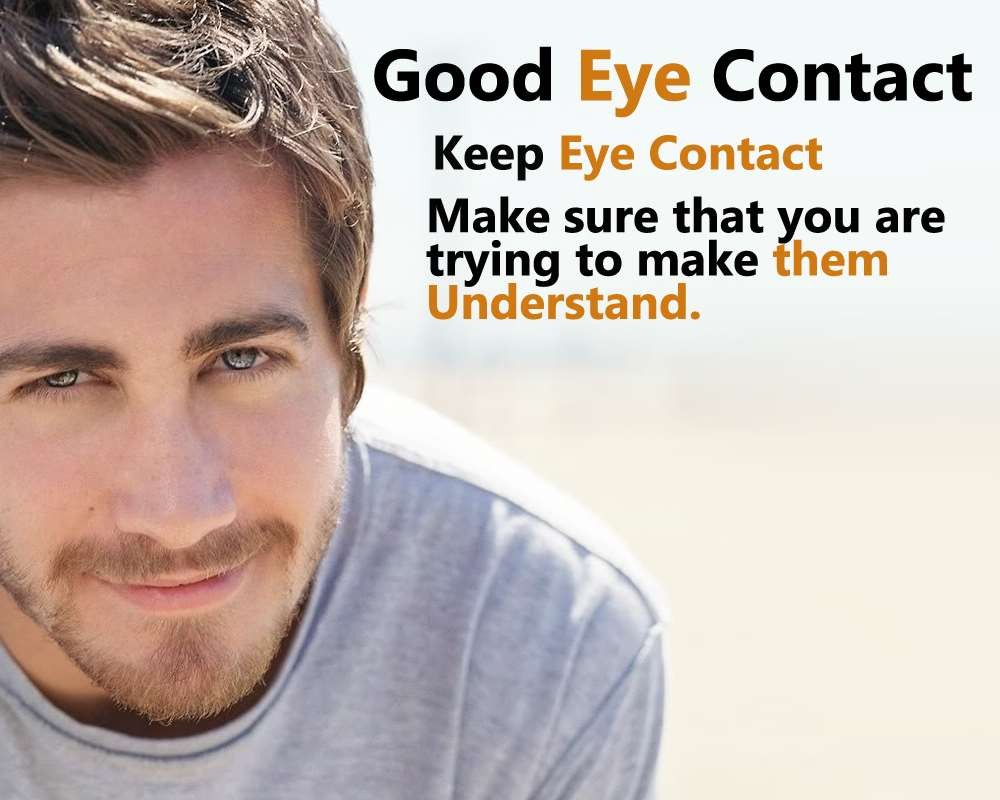 Good Eye Contact
Keep Eye Contact
Make sure that you are
trying to make them
Understand.